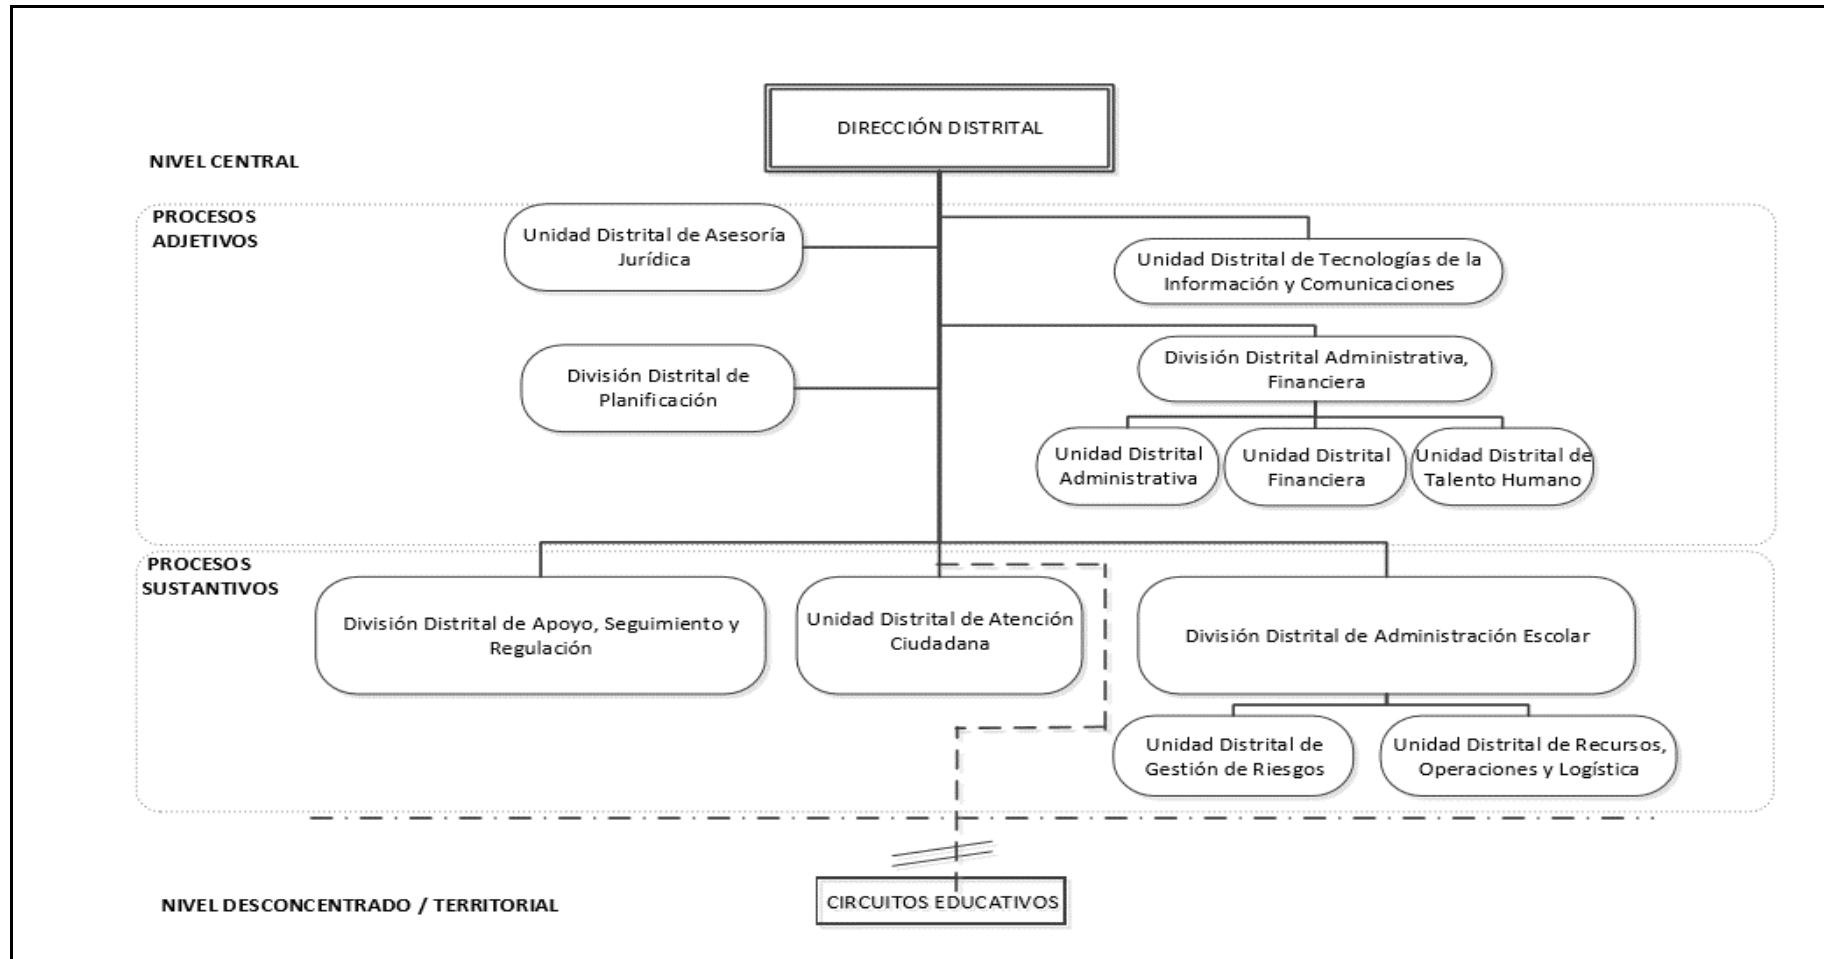 DIRECCIÓN DISTRITAL
NIVEL CENTRAL
PROCESOS
ADJETIVOS
Unidad Distrital de Asesoría
Jurídica
Unidad Distrital de Tecnologías de la
Información y Comunicaciones
División Distrital Administrativa,
Financiera
División Distrital de
Planificación
Unidad Distrital
Administrativa
Unidad Distrital
Financiera
Unidad Distrital de
Talento Humano
PROCESOS
SUSTANTIVOS
División Distrital de Apoyo, Seguimiento y
Regulación
Unidad Distrital de Atención
Ciudadana
División Distrital de Administración Escolar
Unidad Distrital de
Gestión de Riesgos
Unidad Distrital de Recursos,
Operaciones y Logística
NIVEL DESCONCENTRADO / TERRITORIAL
CIRCUITOS EDUCATIVOS